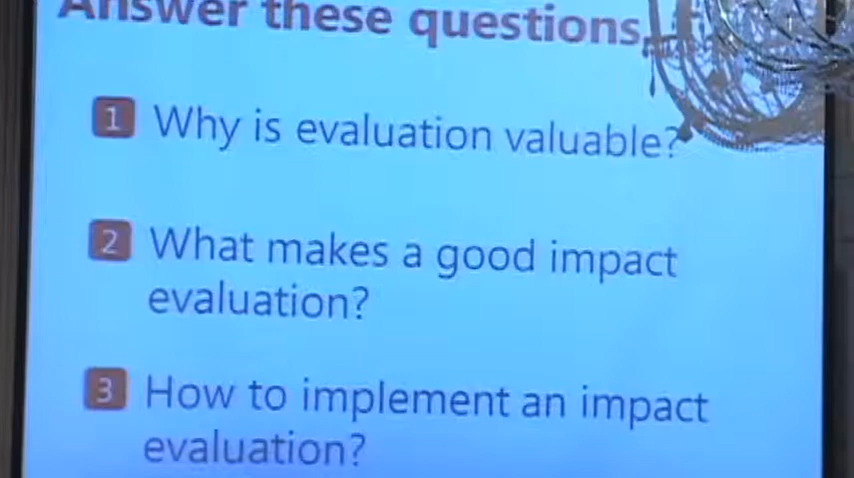 Answer these questions
1 Why is evaluation valuable?
2 What makes a good impact
evaluation?
3 How to implement an impact
evaluation?